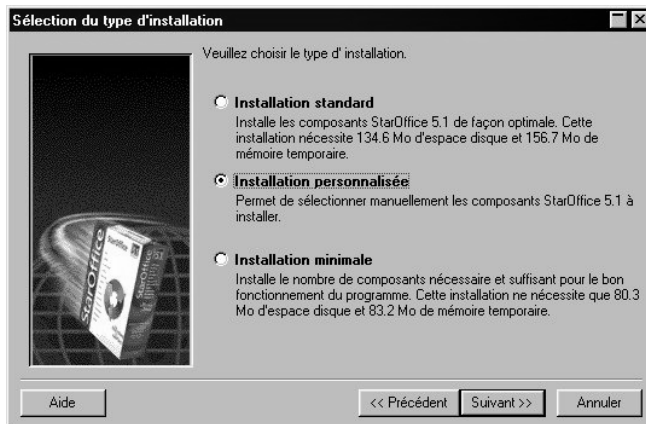 Sélection du type d'installation
Veuillez choisir le type d' installation.
Installation standard
Installe les composants StarOffice 5.1 de façon optimale. Cette
installation nécessite 134.6 Mo d'espace disque et 156.7 Mo de
mémoire temporaire.
Installation personnalisée
Permet de sélectionner manuellement les composants StarOffice 5.1 à
installer.
Installation minimale
Installe le nombre de composants nécessaire et suffisant pour le bon
fonctionnement du programme. Cette installation ne nécessite que 80.3
Mo d'espace disque et 83.2 Mo de mémoire temporaire.
StarOffice
StarOffice
Aide
<< Précédent
Suivant >>
Annuler